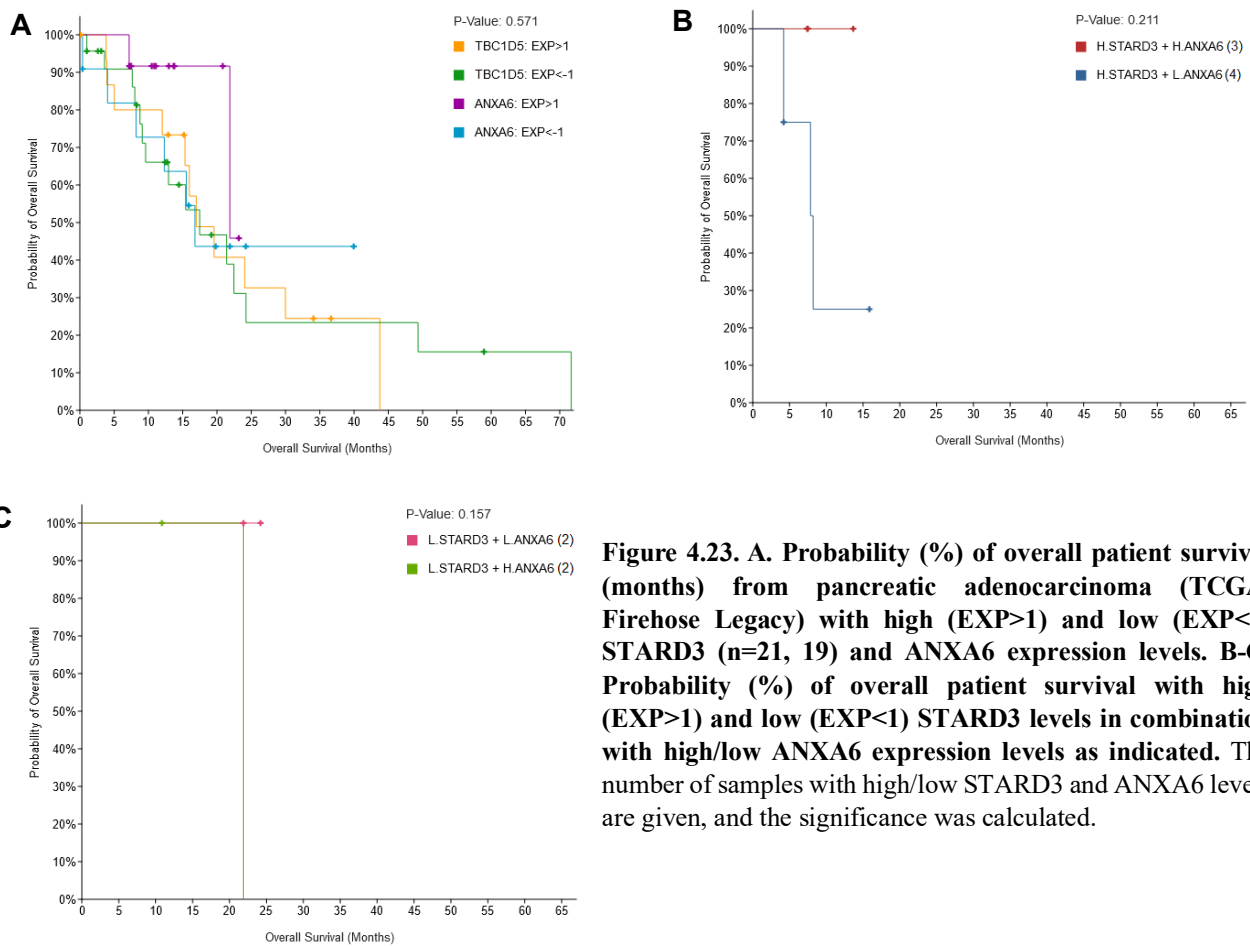 A
P-Value: 0.571
TBC1D5: EXP>1
TBC1D5: EXP<-1
ANXA6: EXP>1
ANXA6: EXP<-1
Probability of Overall Survival
100%
90%
80%
70%
60%
50%
40%
30%
20%
10%
0%
0 5 10 15 20 25 30 35 40 45 50 55 60 65 70
Overall Survival (Months)
B
P-Value: 0.211
H.STARD3 + H.ANXA6 (3)
H.STARD3 + L.ANXA6 (4)
Probability of Overall Survival
100%
90%
80%
70%
60%
50%
40%
30%
20%
10%
0%
0 5 10 15 20 25 30 35 40 45 50 55 60 65
Overall Survival (Months)
C
P-Value: 0.157
L.STARD3 + L.ANXA6 (2)
L.STARD3 + H.ANXA6 (2)
Probability of Overall Survival
100%
90%
80%
70%
60%
50%
40%
30%
20%
10%
0%
0 5 10 15 20 25 30 35 40 45 50 55 60 65
Overall Survival (Months)
Figure 4.23. A. Probability (%) of overall patient surviv
(months) from pancreatic adenocarcinoma (TCGA
Firehose Legacy) with high (EXP>1) and low (EXP<
STARD3 (n=21, 19) and ANXA6 expression levels. B-C
Probability (%) of overall patient survival with hig
(EXP>1) and low (EXP<1) STARD3 levels in combinatio
with high/low ANXA6 expression levels as indicated. Th
number of samples with high/low STARD3 and ANXA6 leve
are given, and the significance was calculated.